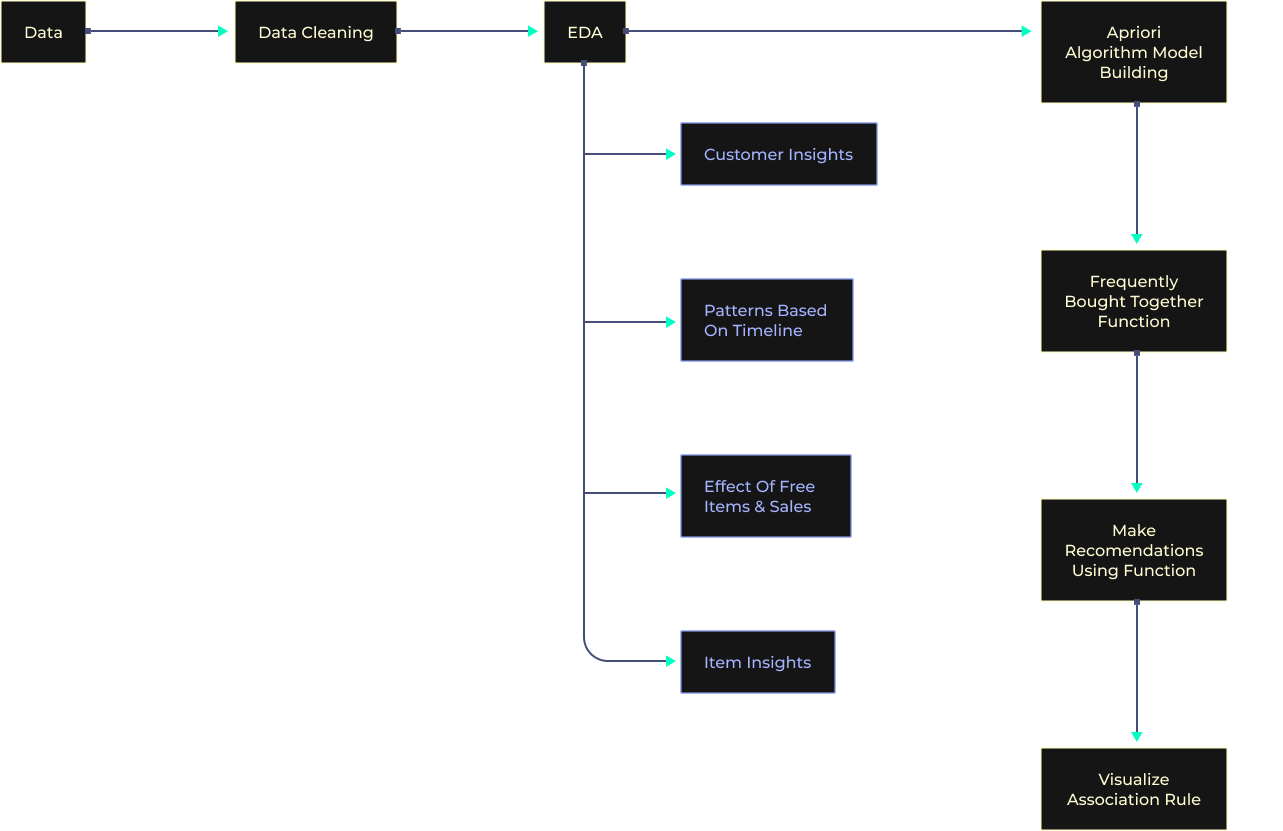 Data
Data Cleaning
EDA
Apriori
Algorithm Model
Building
Customer Insights
Patterns Based
On Timeline
Effect Of Free
Items & Sales
Item Insights
Frequently
Bought Together
Function
Make
Recomendations
Using Function
Visualize
Association Rule